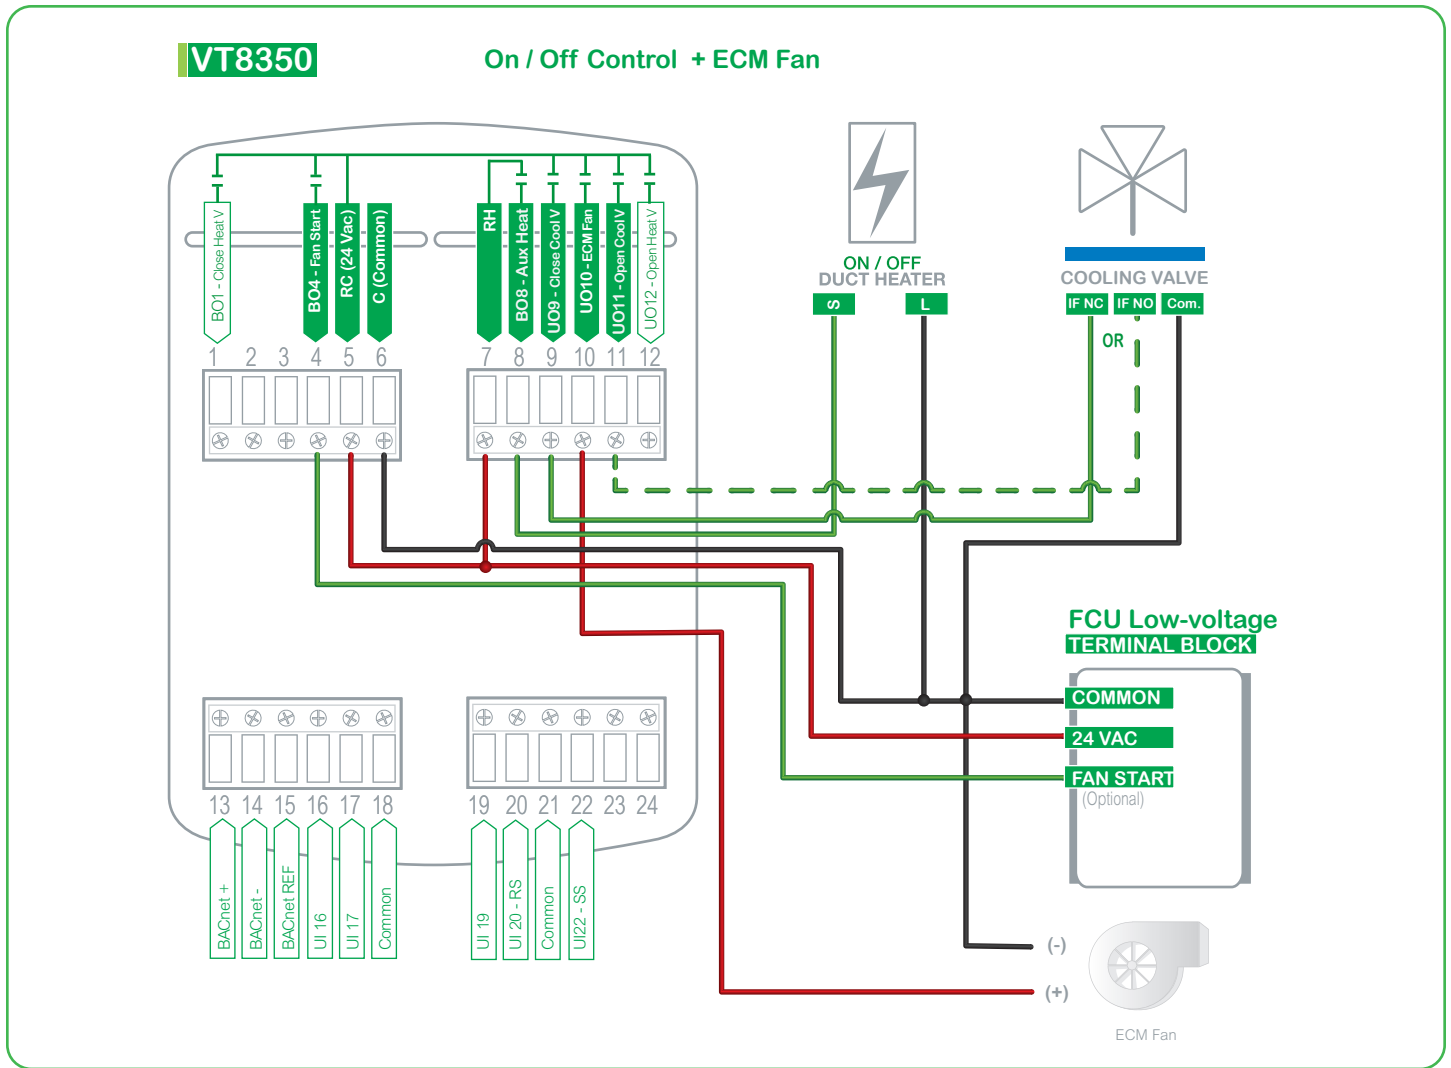 VT8350
On / Off Control + ECM Fan
BO1 - Close Heat V
BO4 - Fan Start
RC (24 Vac)
C (Common)
RH
BO8 - Aux Heat
UO9 - Close Cool V
UO10 - ECM Fan
UO11 - Open Cool V
UO12 - Open Heat V
1 2 3 4 5 6
7 8 9 10 11 12
ON / OFF
DUCT HEATER
S
L
COOLING VALVE
IF NC
IF NO
Com.
OR
FCU Low-voltage
TERMINAL BLOCK
COMMON
24 VAC
FAN START
(Optional)
13 14 15 16 17 18
19 20 21 22 23 24
BACnet +
BACnet -
BACnet REF
UI 16
UI 17
Common
UI 19
UI 20 - RS
Common
UI22 - SS
(-)
(+)
ECM Fan